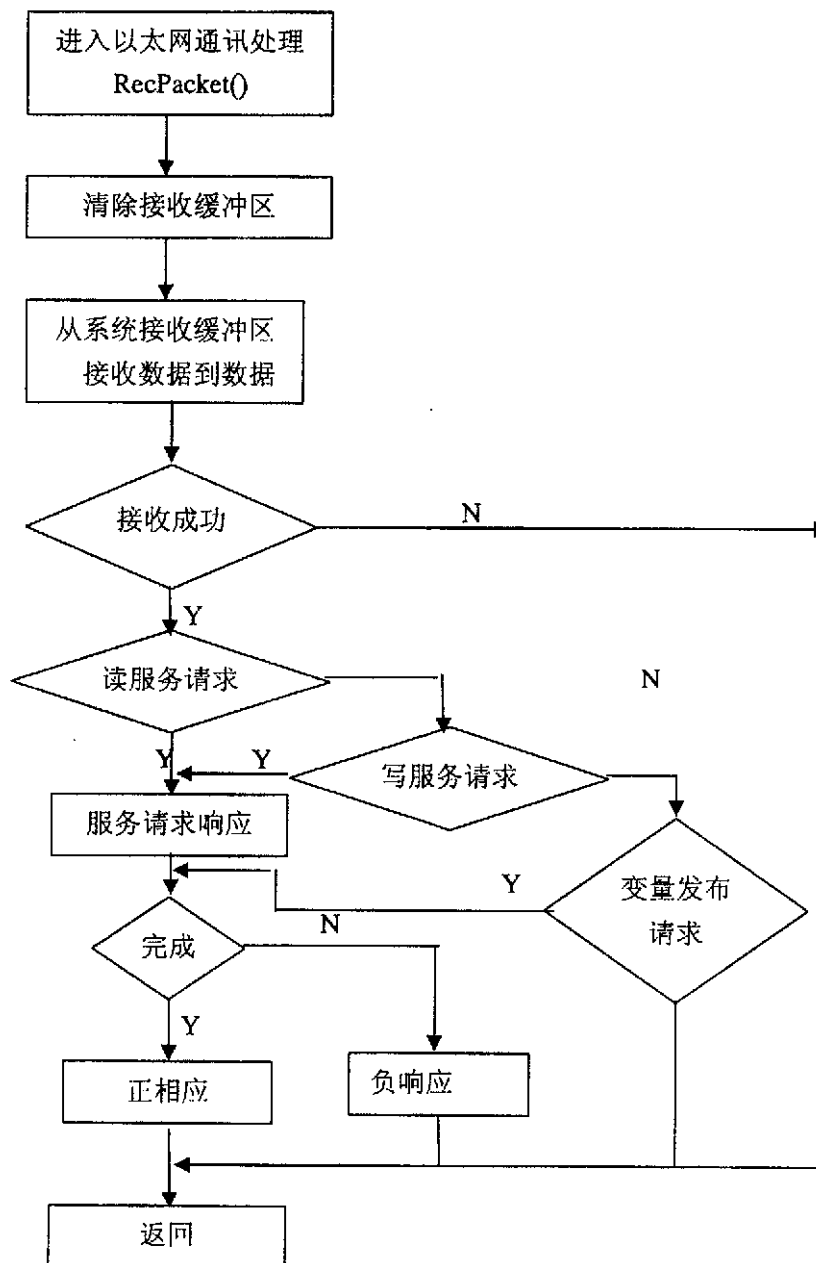 进入以太网通讯处理
RecPacket()
清除接收缓冲区
从系统接收缓冲区
接收数据到数据
接收成功
N
Y
读服务请求
N
Y
Y
写服务请求
服务请求响应
Y
变量发布
请求
N
完成
Y
正相应
负响应
返回